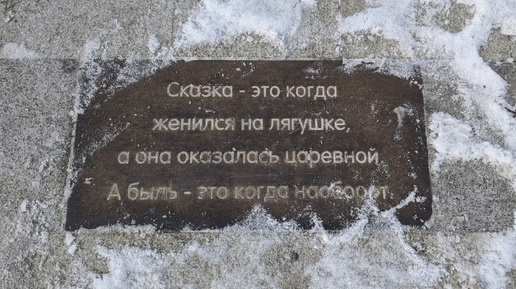 Сказка - это когда
женился на лягушке,
а она оказалась царевной.
А быль - это когда наоборот.